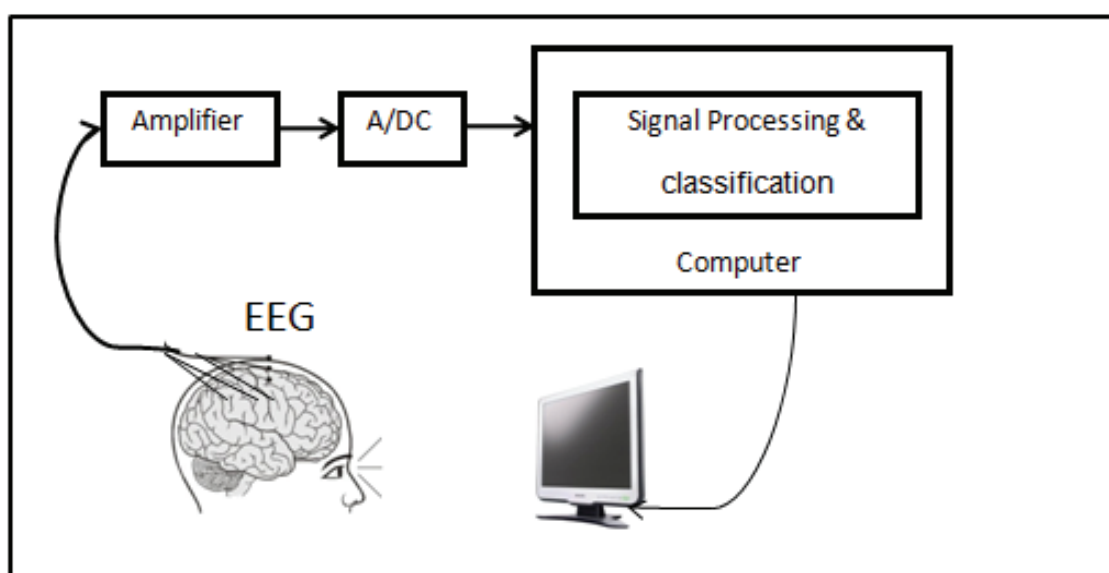 Amplifier
A/DC
Signal Processing &
classification
Computer
EEG